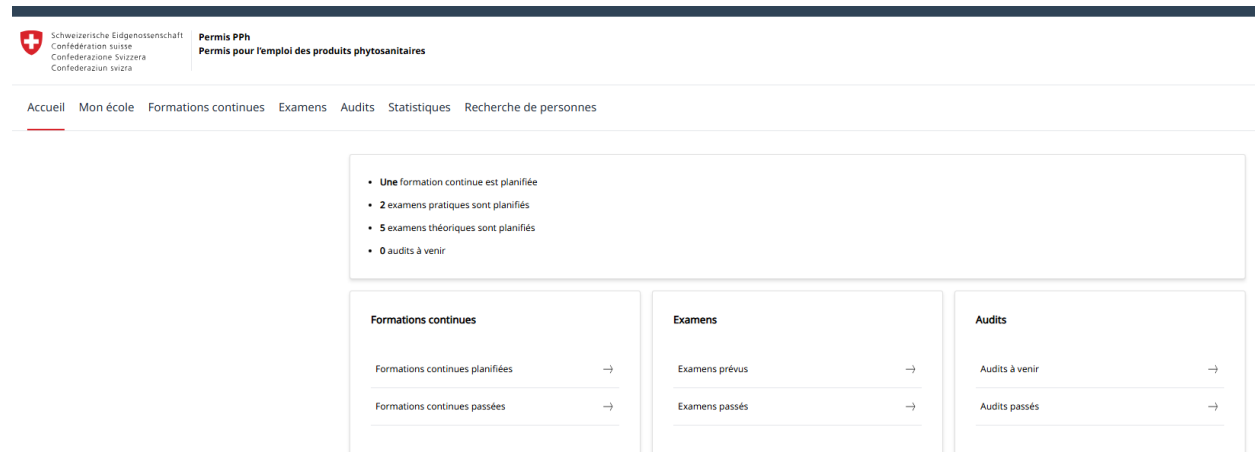 Schweizerische Eidgenossenschaft
Confédération suisse
Confederazione Svizzera
Confederaziun svizra
Permis PPh
Permis pour l'emploi des produits phytosanitaires
Accueil Mon école Formations continues Examens Audits Statistiques Recherche de personnes
• Une formation continue est planifiée
• 2 examens pratiques sont planifiés
• 5 examens théoriques sont planifiés
• 0 audits à venir
Formations continues
Formations continues planifiées →
Formations continues passées →
Examens
Examens prévus →
Examens passés →
Audits
Audits à venir →
Audits passés →